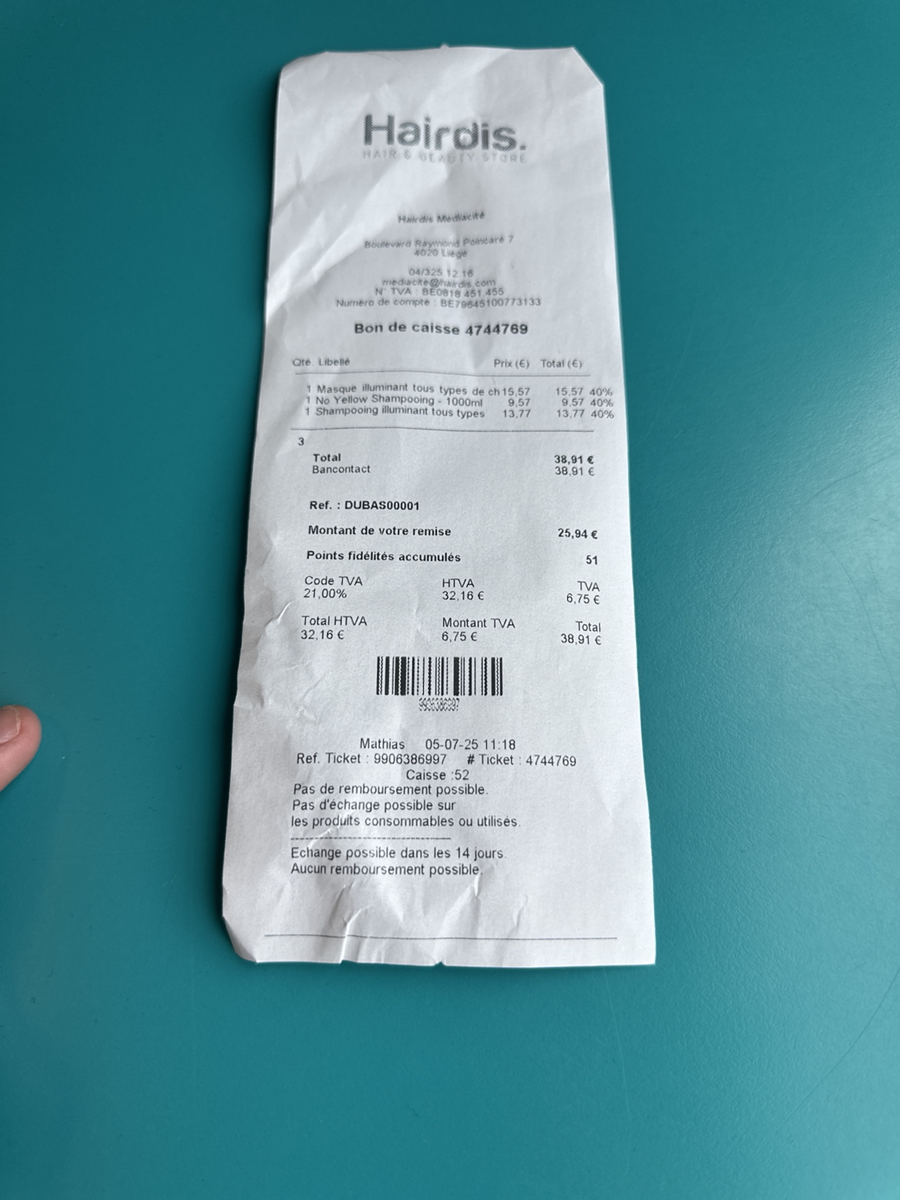 Hairdis.
HAIR & BEAUTY STORE
Hairdis Médiacité
Boulevard Raymond Poincaré 7
4020 Liège
04/325 12 16
mediacite@hairdis.com
N° TVA : BE0818 451 455
Numéro de compte : BE79645100773133
Bon de caisse 4744769
Qté Libellé Prix (€) Total (€)
1 Masque illuminant tous types de ch 15,57 15,57 40%
1 No Yellow Shampooing - 1000ml 9,57 9,57 40%
1 Shampooing illuminant tous types 13,77 13,77 40%
3
Total 38,91 €
Bancontact 38,91 €
Ref. : DUBAS00001
Montant de votre remise 25,94 €
Points fidélités accumulés 51
Code TVA HTVA TVA
21,00% 32,16 € 6,75 €
Total HTVA Montant TVA Total
32,16 € 6,75 € 38,91 €
Mathias 05-07-25 11:18
Ref. Ticket : 9906386997 # Ticket : 4744769
Caisse :52
Pas de remboursement possible.
Pas d'échange possible sur
les produits consommables ou utilisés.
Echange possible dans les 14 jours.
Aucun remboursement possible.